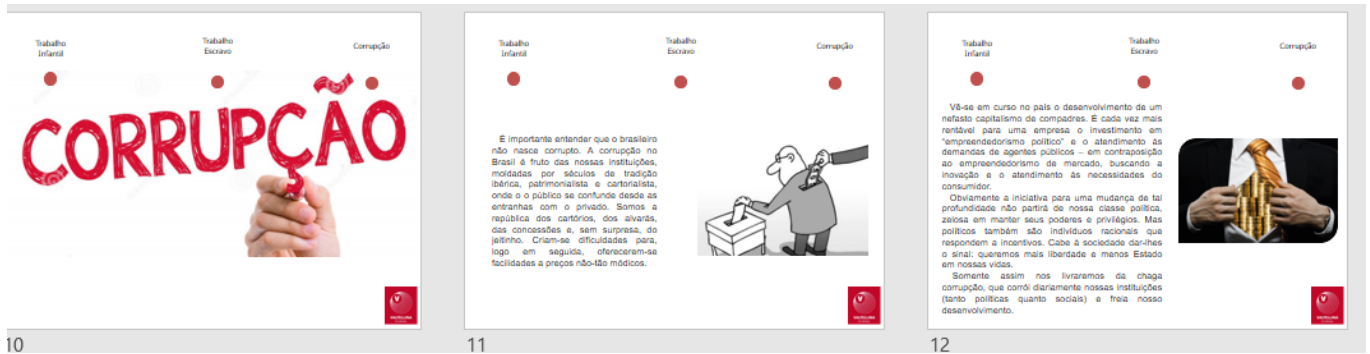 Trabalho
Infantil
Trabalho
Escravo
Corrupção
CORRUPÇÃO
10
Trabalho
Infantil
Trabalho
Escravo
Corrupção
É importante entender que o brasileiro
não nasce corrupto. A corrupção no
Brasil é fruto das nossas instituições,
moldadas por séculos de tradição
ibérica, patrimonialista e cartorialista,
onde o o público se confunde desde as
entranhas com o privado. Somos a
república dos cartórios, dos alvarás,
das concessões e, sem surpresa, do
jeitinho. Criam-se dificuldades para,
logo em seguida, oferecerem-se
facilidades a preços não-tão módicos.
11
Trabalho
Infantil
Trabalho
Escravo
Corrupção
Vê-se em curso no país o desenvolvimento de um
nefasto capitalismo de compadres. É cada vez mais
rentável para uma empresa o investimento em
"empreendedorismo político" e o atendimento às
demandas de agentes públicos – em contraposição
ao empreendedorismo de mercado, buscando a
inovação e o atendimento às necesidades do
consumidor.
Obviamente a iniciativa para uma mudança de tal
profundidade não partirá de nossa classe política,
zelosa em manter seus poderes e privilégios. Mas
políticos também são indivíduos racionais que
respondem a incentivos. Cabe à sociedade dar-lhes
o sinal: queremos mais liberdade e menos Estado
em nossas vidas.
Somente assim nos livraremos da chaga
corrupção, que corrói diariamente nossas instituições
(tanto políticas quanto sociais) e freia nosso
desenvolvimento.
12